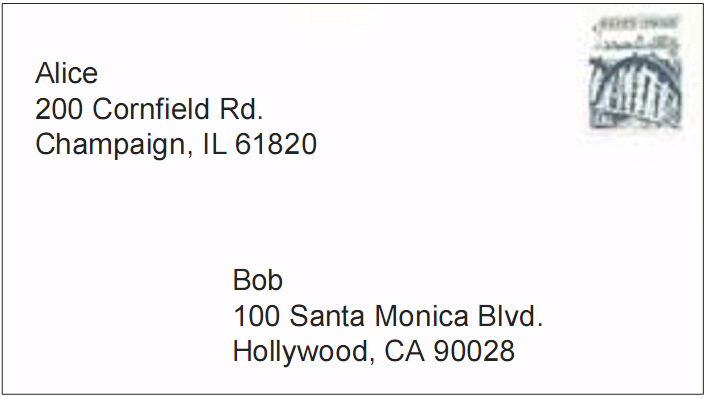 Alice
200 Cornfield Rd.
Champaign, IL 61820
Bob
100 Santa Monica Blvd.
Hollywood, CA 90028